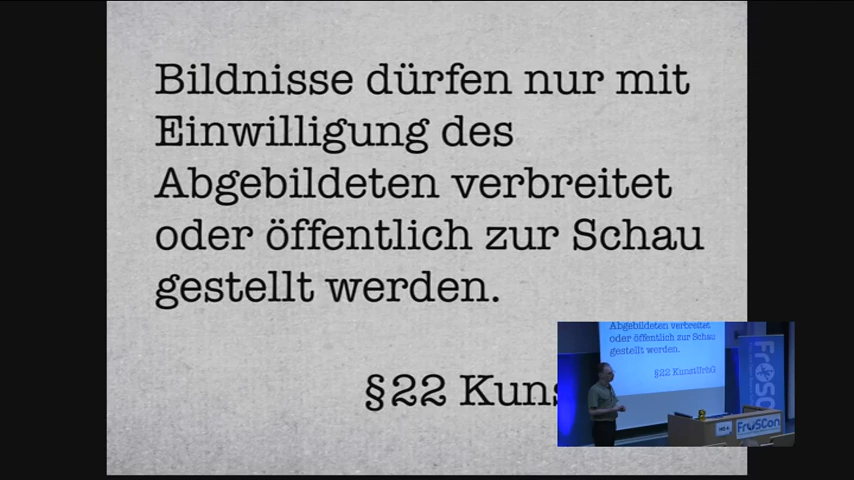 Bildnisse dürfen nur mit
Einwilligung des
Abgebildeten verbreitet
oder öffentlich zur Schau
gestellt werden.
§22 Kuns
Abgebildeten verbreitet
oder öffentlich zur Schau
gestellt werden.
§22 KunstUrhG
FrOSC
FrOSCon